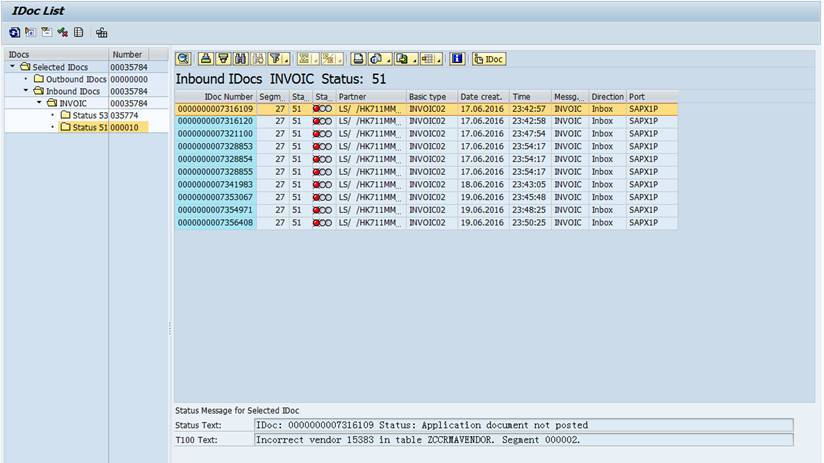 IDoc List
IDocs Number
Selected IDocs 00035784
Outbound IDocs 00000000
Inbound IDocs 00035784
INVOIC 00035784
Status 53 035774
Status 51 000010
IDoc
Inbound IDocs INVOIC Status: 51
IDoc Number Segm... Sta... Sta... Partner Basic type Date creat. Time Messg... Direction Port
0000000007316109 27 51 LS/ /HK711MM... INVOIC02 17.06.2016 23:42:57 INVOIC Inbox SAPX1P
0000000007316120 27 51 LS/ /HK711MM... INVOIC02 17.06.2016 23:42:58 INVOIC Inbox SAPX1P
0000000007321100 27 51 LS/ /HK711MM... INVOIC02 17.06.2016 23:47:54 INVOIC Inbox SAPX1P
0000000007328853 27 51 LS/ /HK711MM... INVOIC02 17.06.2016 23:54:17 INVOIC Inbox SAPX1P
0000000007328854 27 51 LS/ /HK711MM... INVOIC02 17.06.2016 23:54:17 INVOIC Inbox SAPX1P
0000000007328855 27 51 LS/ /HK711MM... INVOIC02 17.06.2016 23:54:17 INVOIC Inbox SAPX1P
0000000007341983 27 51 LS/ /HK711MM... INVOIC02 18.06.2016 23:43:05 INVOIC Inbox SAPX1P
0000000007353067 27 51 LS/ /HK711MM... INVOIC02 19.06.2016 23:45:48 INVOIC Inbox SAPX1P
0000000007354971 27 51 LS/ /HK711MM... INVOIC02 19.06.2016 23:48:25 INVOIC Inbox SAPX1P
0000000007356408 27 51 LS/ /HK711MM... INVOIC02 19.06.2016 23:50:25 INVOIC Inbox SAPX1P
Status Message for Selected IDoc
Status Text: IDoc: 0000000007316109 Status: Application document not posted
T100 Text: Incorrect vendor 15383 in table ZCCRMAVENDOR. Segment 000002.